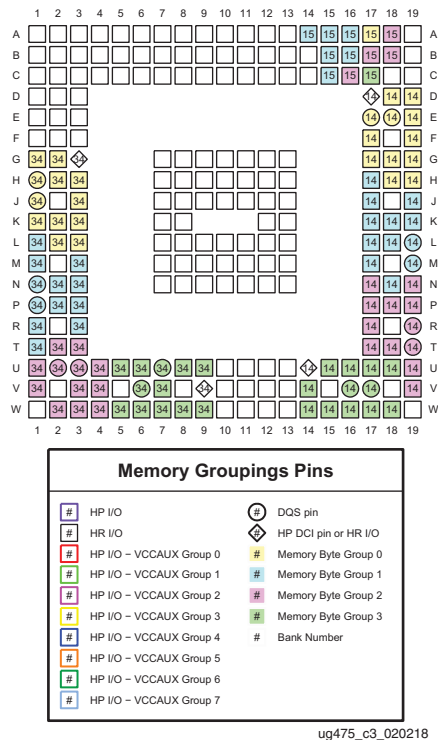 1 2 3 4 5 6 7 8 9 10 11 12 13 14 15 16 17 18 19
A 15 15 15 15 15 A
B 15 15 15 15 B
C 15 15 15 C
D 14 14 14 D
E 14 14 14 E
F 14 14 F
G 34 34 34 14 14 14 G
H 34 34 34 14 14 14 H
J 34 34 14 14 J
K 34 34 34 14 14 14 K
L 34 34 34 14 14 14 L
M 34 34 14 14 M
N 34 34 34 14 14 14 N
P 34 34 34 14 14 14 P
R 34 34 14 14 R
T 34 34 34 14 14 14 T
U 34 34 34 34 34 34 34 34 34 14 14 14 14 14 14 U
V 34 34 34 34 34 34 14 14 14 14 V
W 34 34 34 34 34 34 34 34 14 14 14 14 14 W
1 2 3 4 5 6 7 8 9 10 11 12 13 14 15 16 17 18 19
Memory Groupings Pins
# HP I/O
# HR I/O
# HP I/O − VCCAUX Group 0
# HP I/O − VCCAUX Group 1
# HP I/O − VCCAUX Group 2
# HP I/O − VCCAUX Group 3
# HP I/O − VCCAUX Group 4
# HP I/O − VCCAUX Group 5
# HP I/O − VCCAUX Group 6
# HP I/O − VCCAUX Group 7
# DQS pin
# HP DCI pin or HR I/O
# Memory Byte Group 0
# Memory Byte Group 1
# Memory Byte Group 2
# Memory Byte Group 3
# Bank Number
ug475_c3_020218